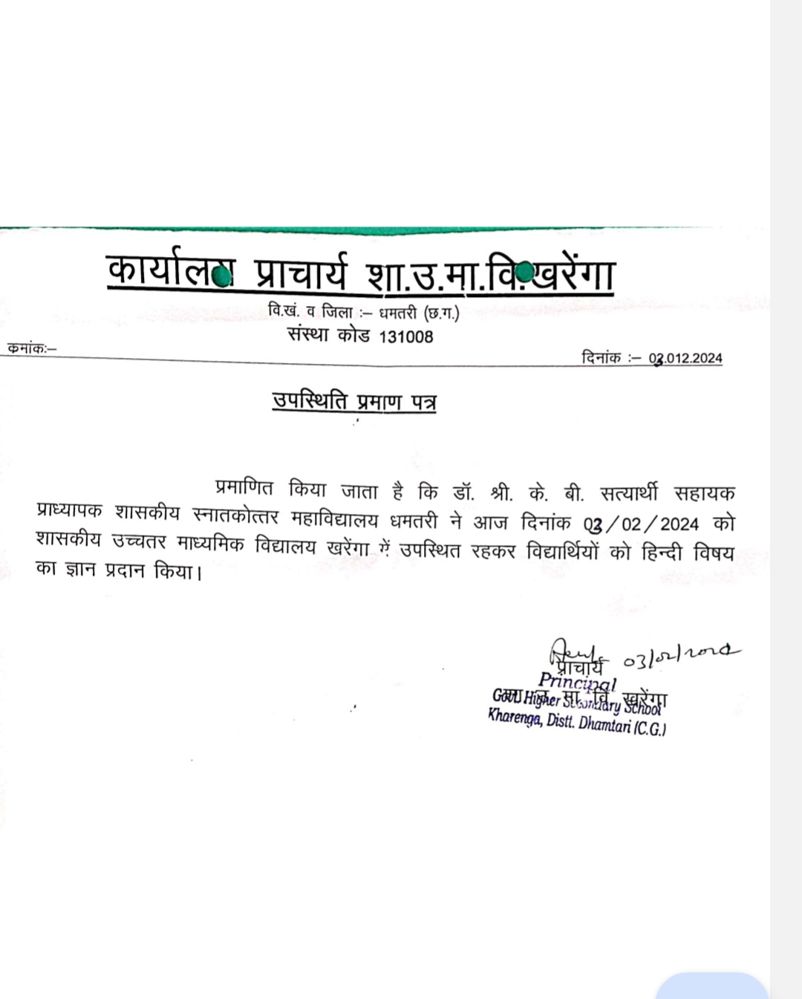 कार्यालय प्राचार्य शा.उ.मा.वि.खरेंगा
वि.खं. व जिला :– धमतरी (छ.ग.)
संस्था कोड 131008
क्रमांक:–
दिनांक :– 03.012.2024
उपस्थिति प्रमाण पत्र
प्रमाणित किया जाता है कि डॉ. श्री. के. बी. सत्यार्थी सहायक
प्राध्यापक शासकीय स्नातकोत्तर महाविद्यालय धमतरी ने आज दिनांक 03/02/2024 को
शासकीय उच्चतर माध्यमिक विद्यालय खरेंगा में उपस्थित रहकर विद्यार्थियों को हिन्दी विषय
का ज्ञान प्रदान किया।
03/02/2024
प्राचार्य
Principal
उ. मा. वि. खरेंगा
Govt. Higher Secondary School
Kharenga, Distt. Dhamtari (C.G.)